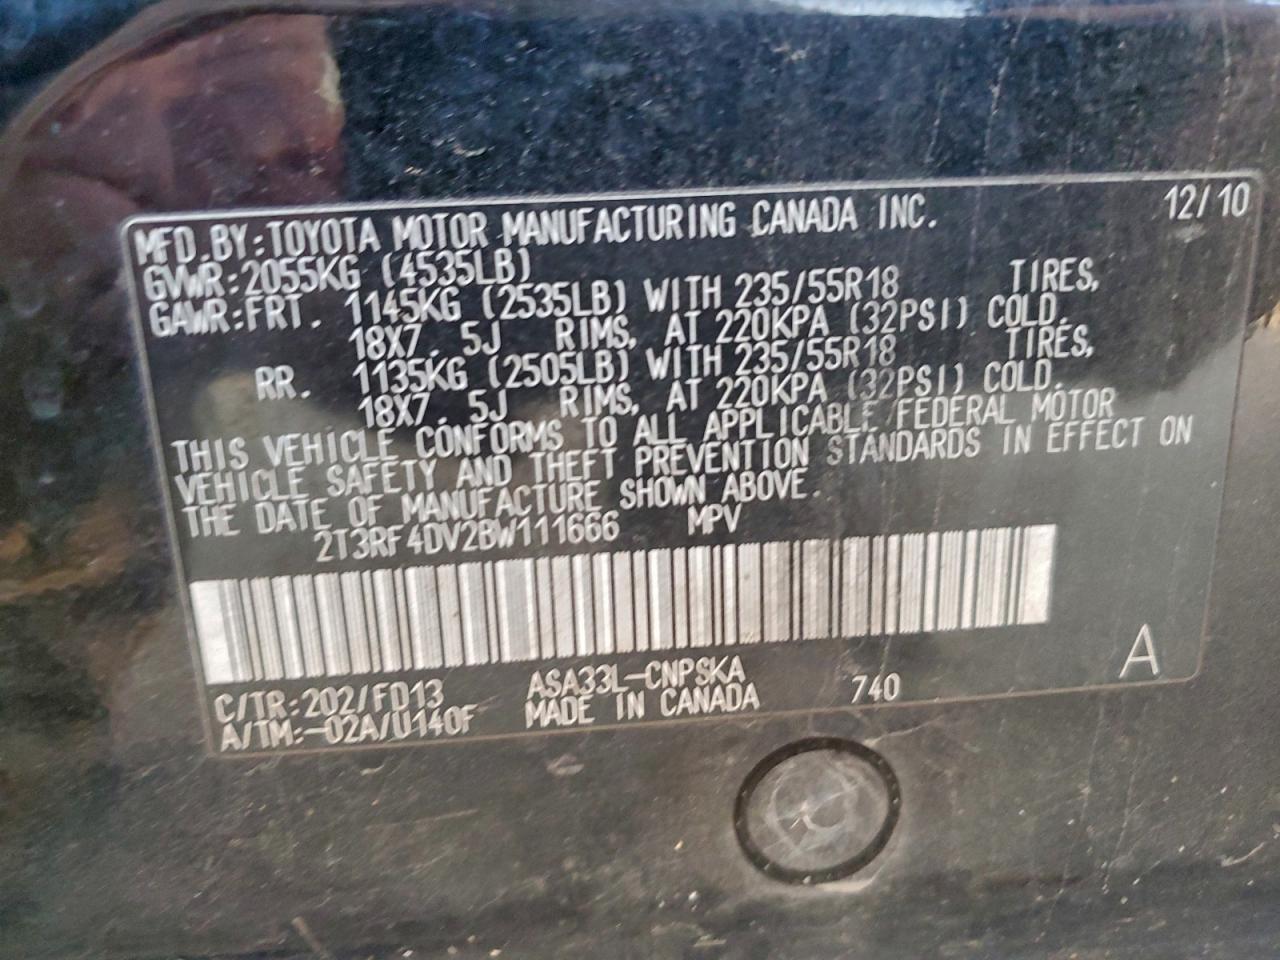 MFD.BY:TOYOTA MOTOR MANUFACTURING CANADA INC. 12/10
GVWR:2055KG (4535LB)
GAWR:FRT. 1145KG (2535LB) WITH 235/55R18 TIRES,
18X7.5J RIMS, AT 220KPA (32PSI) COLD.
RR. 1135KG (2505LB) WITH 235/55R18 TIRES,
18X7.5J RIMS, AT 220KPA (32PSI) COLD.
THIS VEHICLE CONFORMS TO ALL APPLICABLE FEDERAL MOTOR
VEHICLE SAFETY AND THEFT PREVENTION STANDARDS IN EFFECT ON
THE DATE OF MANUFACTURE SHOWN ABOVE.
2T3RF4DV2BW111666 MPV
C/TR:202/FD13 ASA33L-CNPSKA A
A/TM:-02A/U140F MADE IN CANADA 740